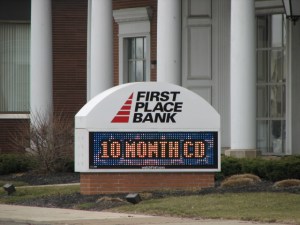 FIRST
PLACE
BANK
10 MONTH CD